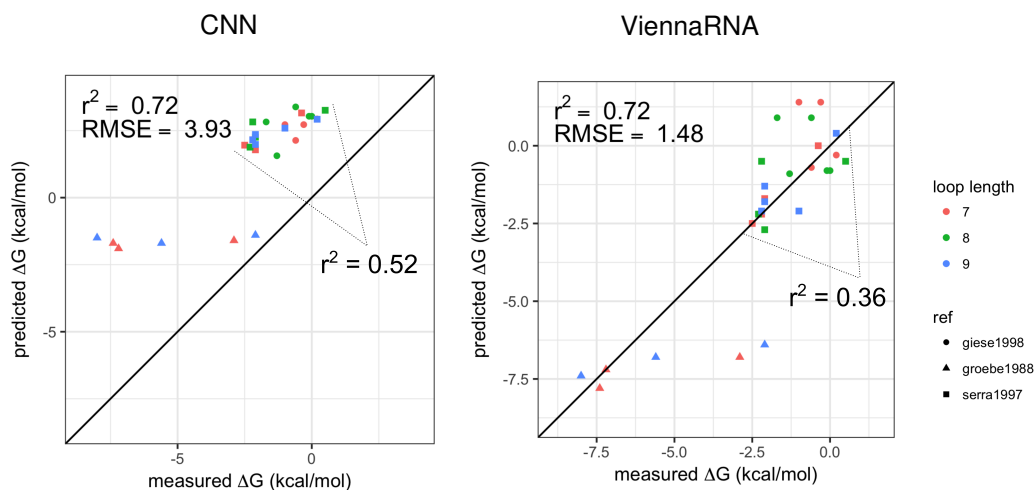 CNN
r² = 0.72
RMSE = 3.93
r² = 0.52
0
-5
-5
0
measured ΔG (kcal/mol)
predicted ΔG (kcal/mol)
ViennaRNA
r² = 0.72
RMSE = 1.48
r² = 0.36
0.0
-2.5
-5.0
-7.5
-7.5
-5.0
-2.5
0.0
measured ΔG (kcal/mol)
predicted ΔG (kcal/mol)
loop length
7
8
9
ref
giese1998
groebe1988
serra1997